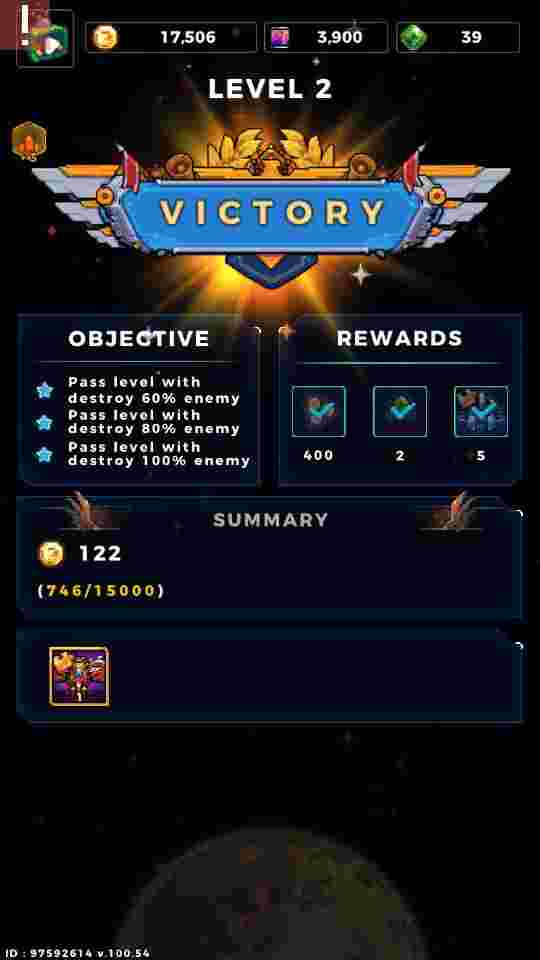 !
17,506
3,900
39
LEVEL 2
VICTORY
OBJECTIVE
Pass level with
destroy 60% enemy
Pass level with
destroy 80% enemy
Pass level with
destroy 100% enemy
REWARDS
400
2
5
SUMMARY
122
(746/15000)
ID : 97592614 v.100.54